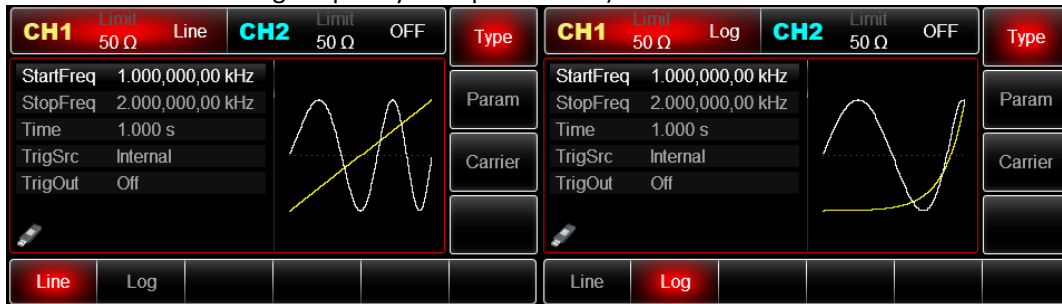 CH1 Limit 50 Ω Line CH2 Limit 50 Ω OFF Type
StartFreq 1.000,000,00 kHz
StopFreq 2.000,000,00 kHz
Param
Time 1.000 s
TrigSrc Internal
Carrier
TrigOut Off
Line Log
CH1 Limit 50 Ω Log CH2 Limit 50 Ω OFF Type
StartFreq 1.000,000,00 kHz
StopFreq 2.000,000,00 kHz
Param
Time 1.000 s
TrigSrc Internal
Carrier
TrigOut Off
Line Log